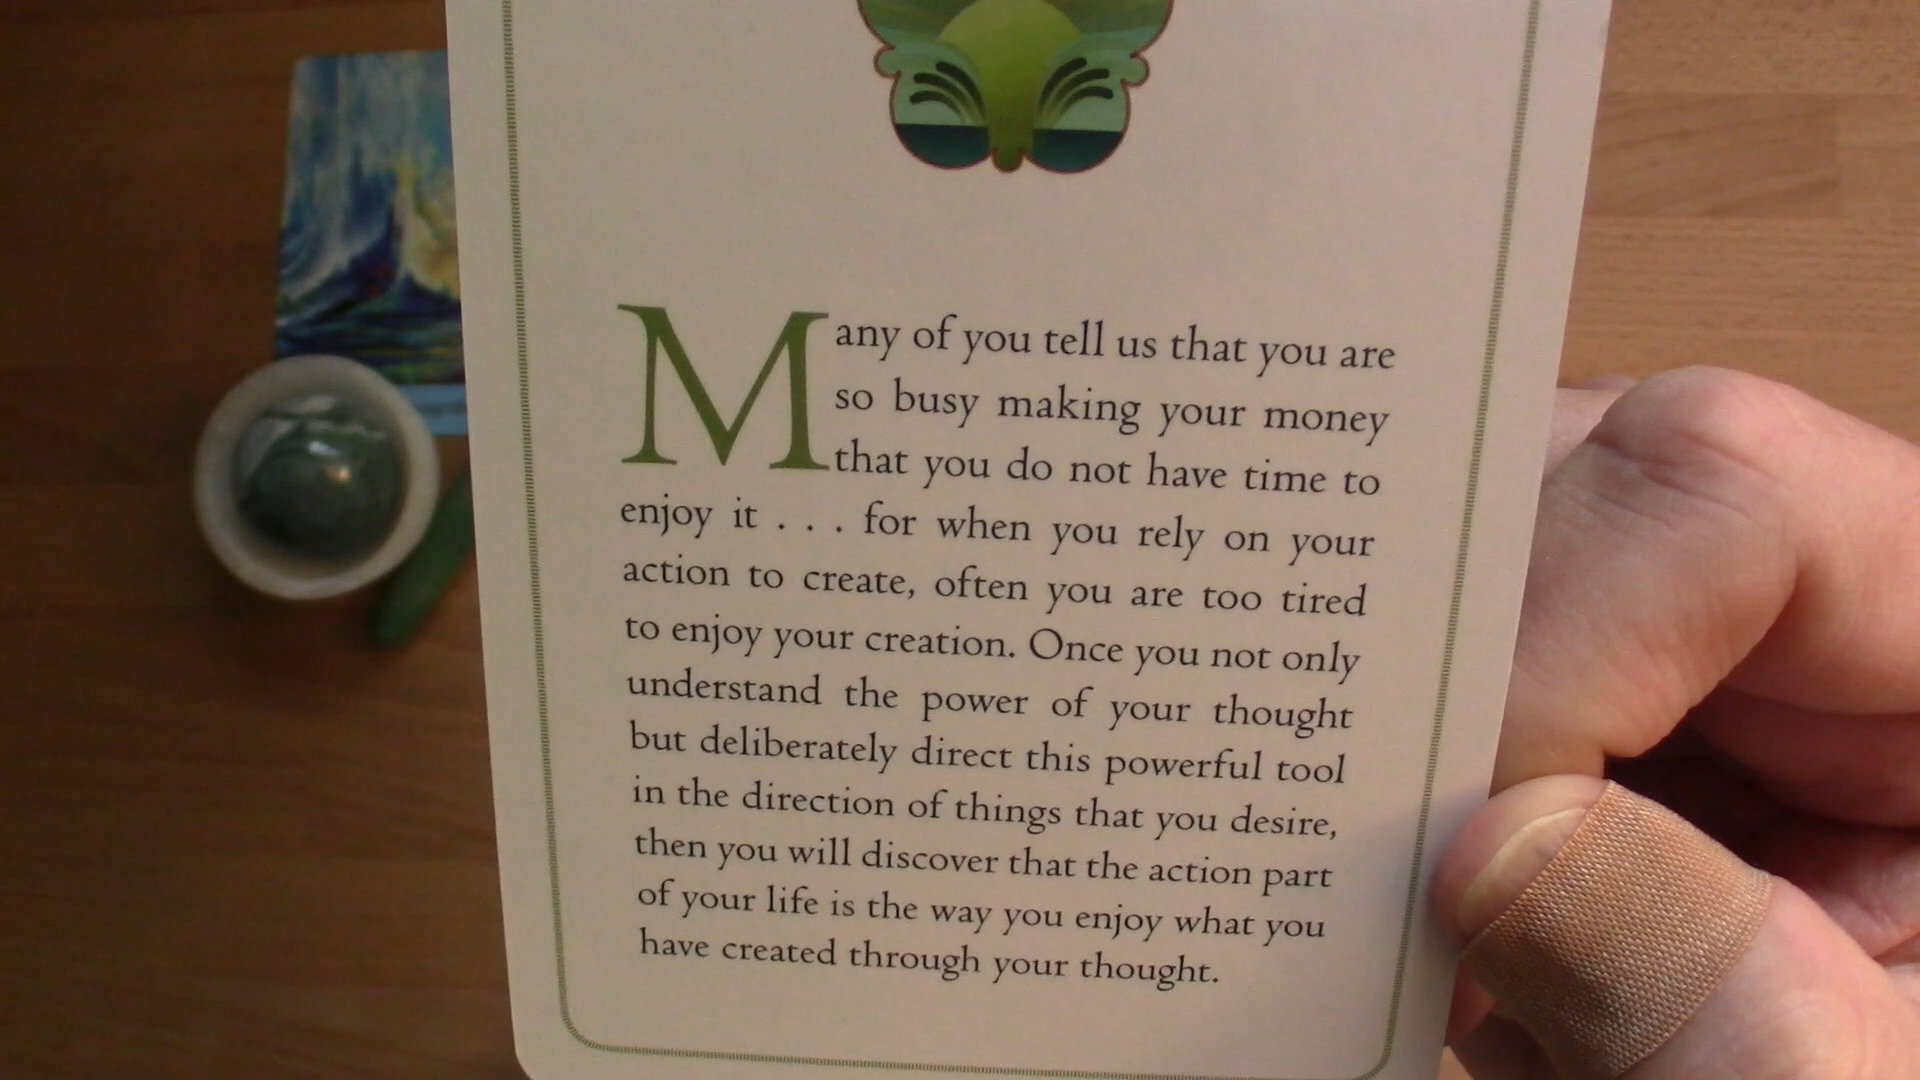 Many of you tell us that you are
so busy making your money
that you do not have time to
enjoy it . . . for when you rely on your
action to create, often you are too tired
to enjoy your creation. Once you not only
understand the power of your thought
but deliberately direct this powerful tool
in the direction of things that you desire,
then you will discover that the action part
of your life is the way you enjoy what you
have created through your thought.